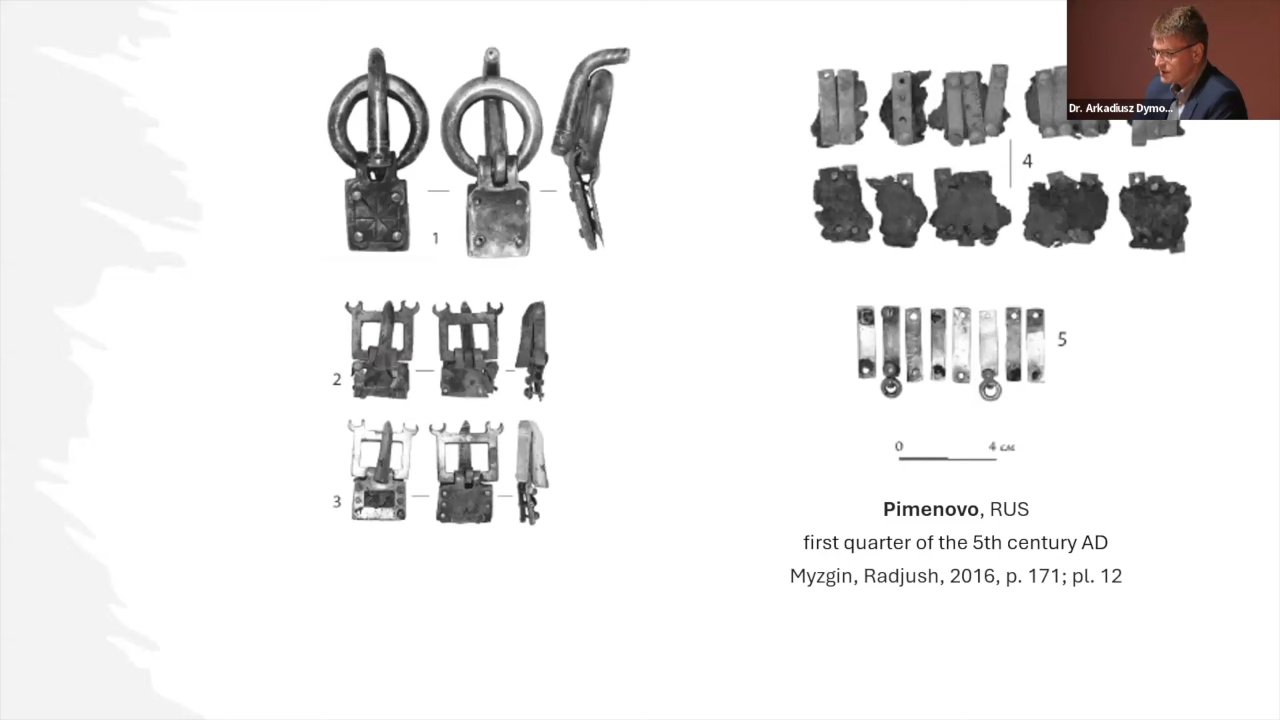 Dr. Arkadiusz Dymo...
1
2
3
4
5
0 4 см
Pimenovo, RUS
first quarter of the 5th century AD
Myzgin, Radjush, 2016, p. 171; pl. 12